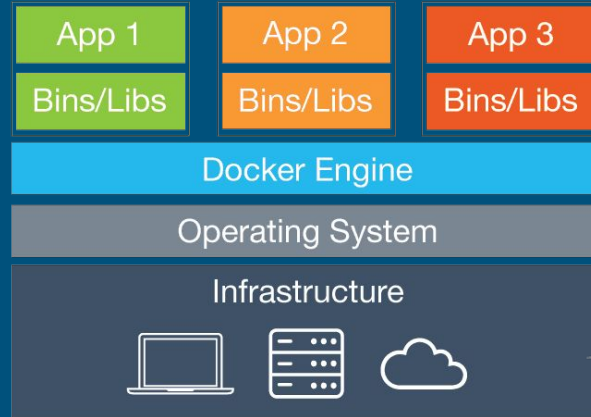 App 1 App 2 App 3
Bins/Libs Bins/Libs Bins/Libs
Docker Engine
Operating System
Infrastructure